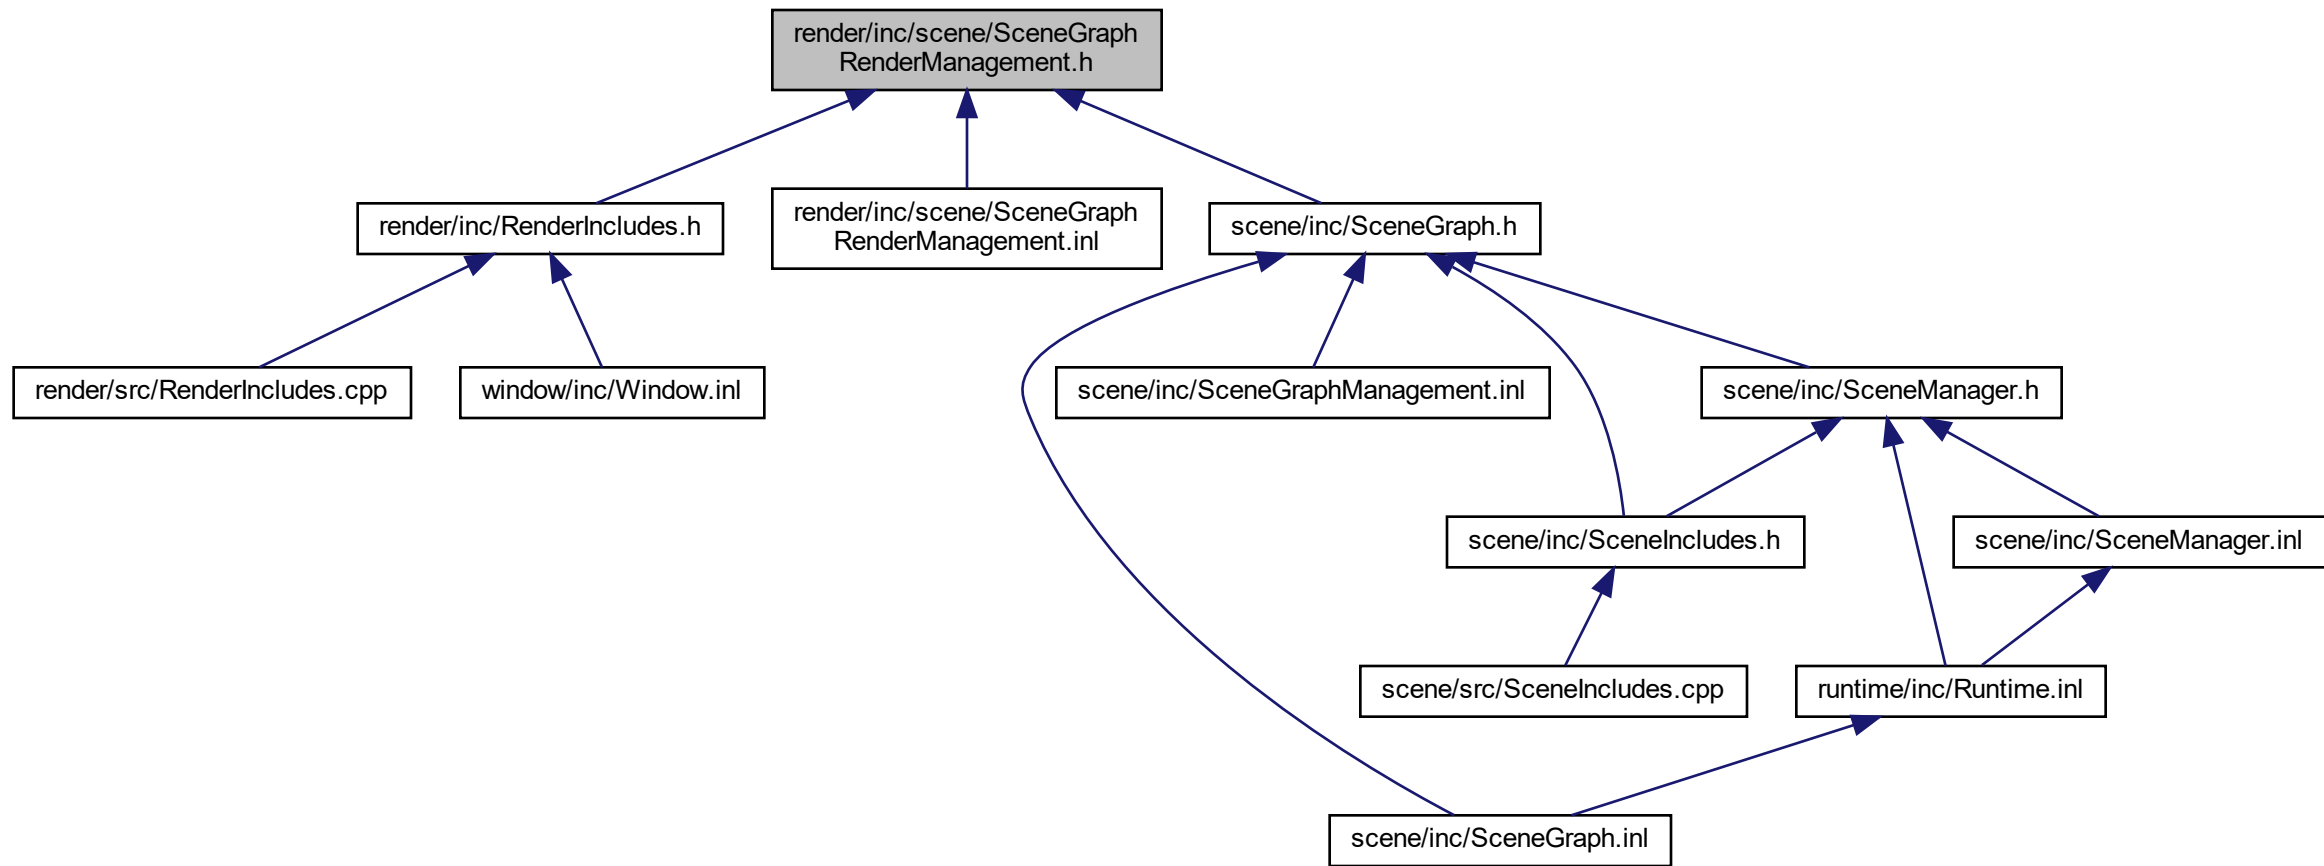 render/inc/scene/SceneGraph
RenderManagement.h
render/inc/RenderIncludes.h
render/inc/scene/SceneGraph
RenderManagement.inl
scene/inc/SceneGraph.h
render/src/RenderIncludes.cpp
window/inc/Window.inl
scene/inc/SceneGraphManagement.inl
scene/inc/SceneManager.h
scene/inc/SceneIncludes.h
scene/inc/SceneManager.inl
scene/src/SceneIncludes.cpp
runtime/inc/Runtime.inl
scene/inc/SceneGraph.inl